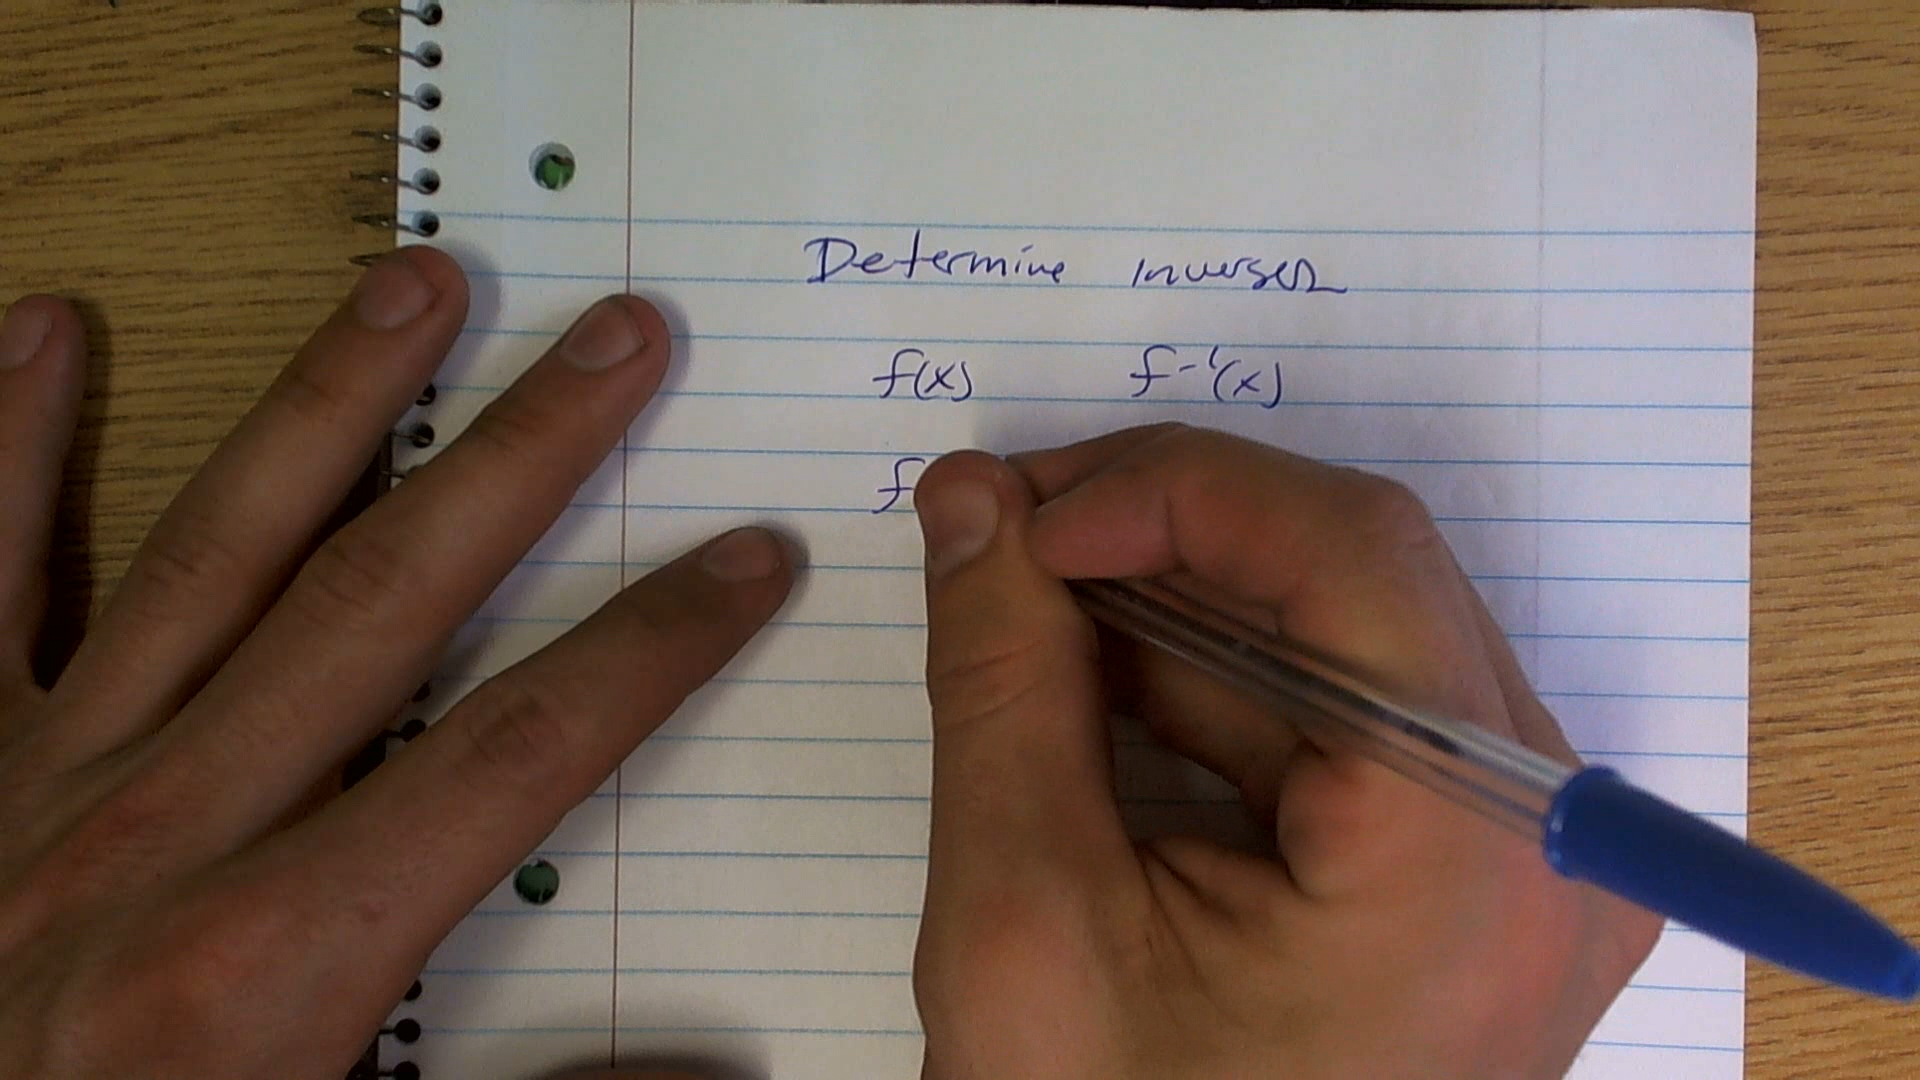 Determine Inverses
f(x) f⁻¹(x)
f